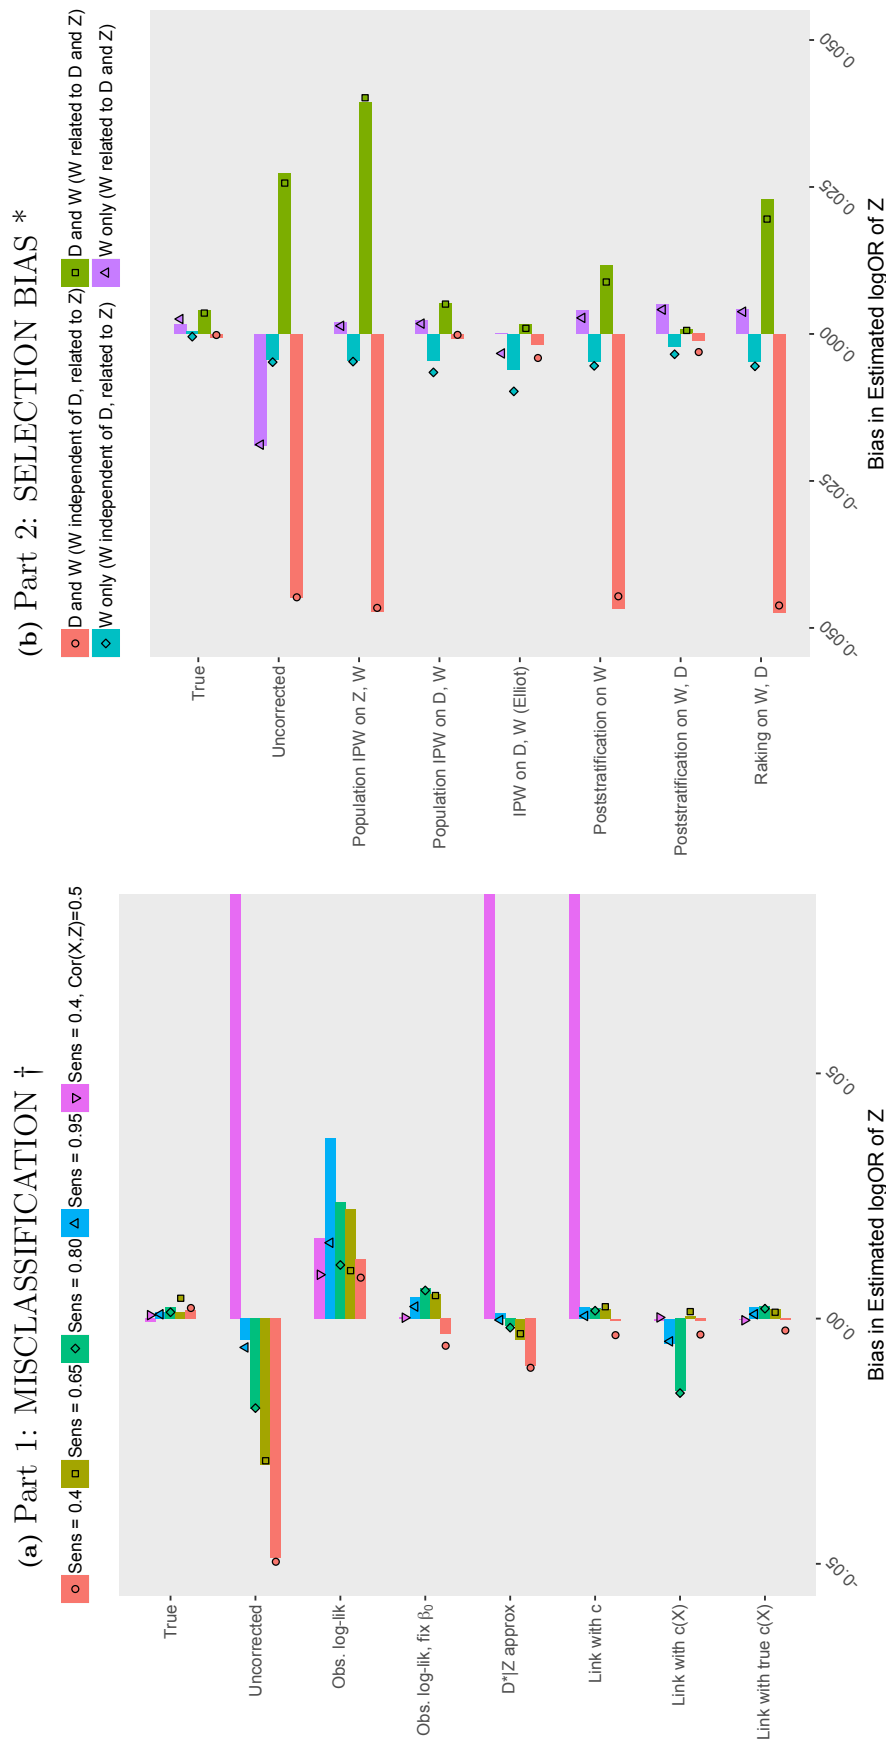 (a) Part 1: MISCLASSIFICATION †
Sens = 0.4 Sens = 0.65 Sens = 0.80 Sens = 0.95 Sens = 0.4, Cor(X,Z)=0.5
True
Uncorrected
Obs. log-lik
Obs. log-lik, fix β₀
D*|Z approx
Link with c
Link with c(X)
Link with true c(X)
-0.05 0.00 0.05
Bias in Estimated logOR of Z
(b) Part 2: SELECTION BIAS *
D and W (W independent of D, related to Z) D and W (W related to D and Z)
W only (W independent of D, related to Z) W only (W related to D and Z)
True
Uncorrected
Population IPW on Z, W
Population IPW on D, W
IPW on D, W (Elliot)
Poststratification on W
Poststratification on W, D
Raking on W, D
-0.050 -0.025 0.000 0.025 0.050
Bias in Estimated logOR of Z